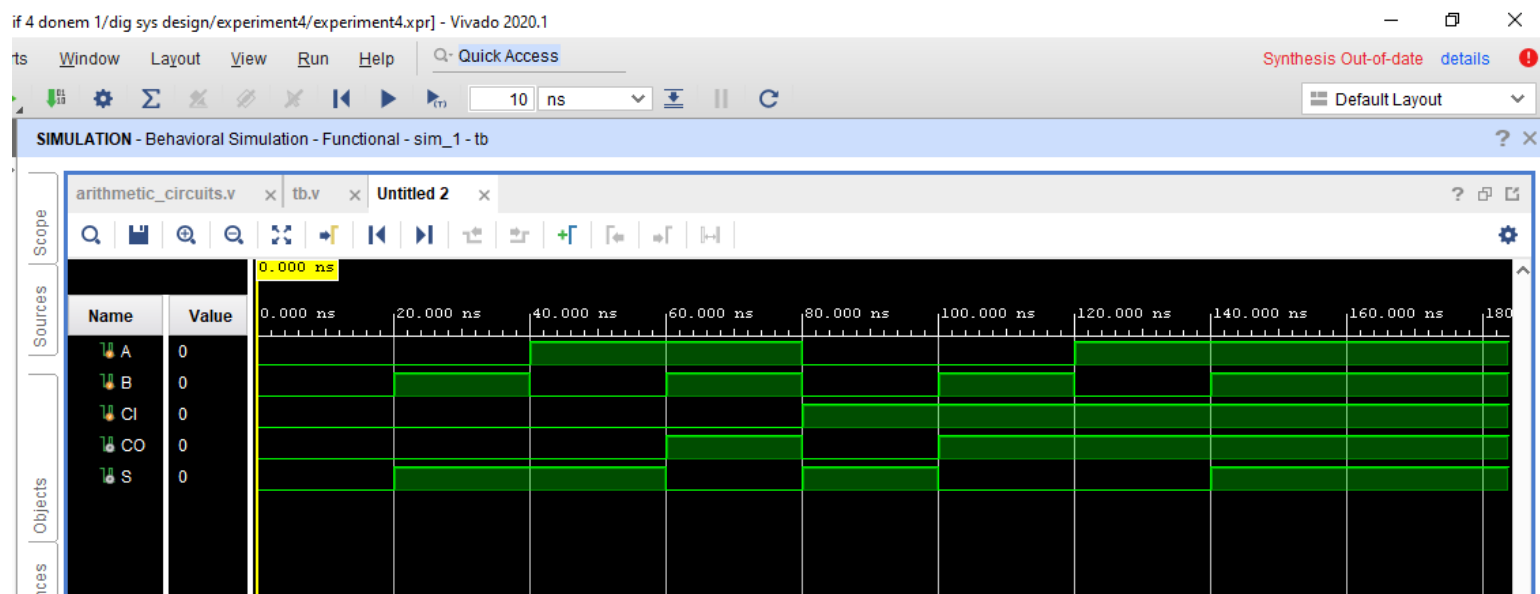 if 4 donem 1/dig sys design/experiment4/experiment4.xpr] - Vivado 2020.1
rts Window Layout View Run Help Quick Access Synthesis Out-of-date details
10 ns Default Layout
SIMULATION - Behavioral Simulation - Functional - sim_1 - tb
arithmetic_circuits.v tb.v Untitled 2
Scope
Sources
Objects
nces
0.000 ns
Name Value 0.000 ns 20.000 ns 40.000 ns 60.000 ns 80.000 ns 100.000 ns 120.000 ns 140.000 ns 160.000 ns 180
A 0
B 0
CI 0
CO 0
S 0